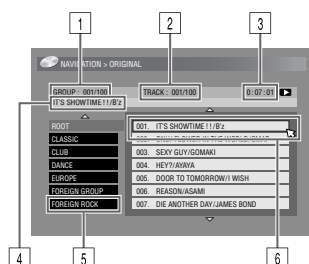 1 2 3
NAVIGATION > ORIGINAL
GROUP : 001/100 TRACK : 001/100 0:07:01
IT'S SHOWTIME!!/B'z
ROOT
CLASSIC
CLUB
DANCE
EUROPE
FOREIGN GROUP
FOREIGN ROCK
001. IT'S SHOWTIME!!/B'z
003. SEXY GUY/GOMAKI
004. HEY?/AYAYA
005. DOOR TO TOMORROW/I WISH
006. REASON/ASAMI
007. DIE ANOTHER DAY/JAMES BOND
4 5 6